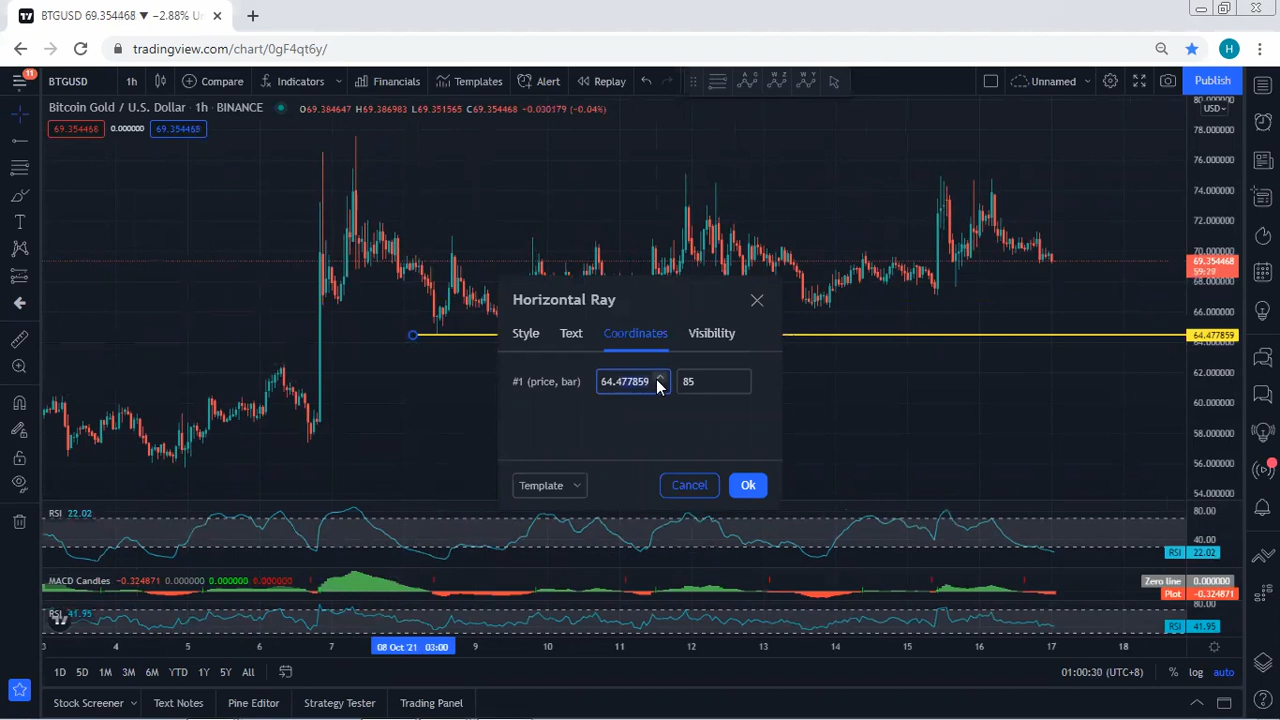 BTGUSD 69.354468 ▼ −2.88% Un
tradingview.com/chart/0gF4qt6y/
H
11
BTGUSD 1h Compare Indicators Financials Templates Alert Replay Unnamed Publish
Bitcoin Gold / U.S. Dollar · 1h · BINANCE O69.384647 H69.386983 L69.351565 C69.354468 −0.030179 (−0.04%)
69.354468 0.000000 69.354468
80.000000
USD
78.000000
76.000000
74.000000
72.000000
70.000000
69.354468
59:29
68.000000
66.000000
64.477859
64.000000
62.000000
60.000000
58.000000
56.000000
54.000000
Horizontal Ray
Style Text Coordinates Visibility
#1 (price, bar) 64.477859 85
Template Cancel Ok
RSI 22.02
80.00
40.00
RSI 22.02
MACD Candles −0.324871 0.000000 0.000000 0.000000
Zero line 0.000000
Plot −0.324871
RSI 41.95
80.00
RSI 41.95
3 4 5 6 7 08 Oct '21 03:00 9 10 11 12 13 14 15 16 17 18
1D 5D 1M 3M 6M YTD 1Y 5Y All 01:00:30 (UTC+8) % log auto
Stock Screener Text Notes Pine Editor Strategy Tester Trading Panel